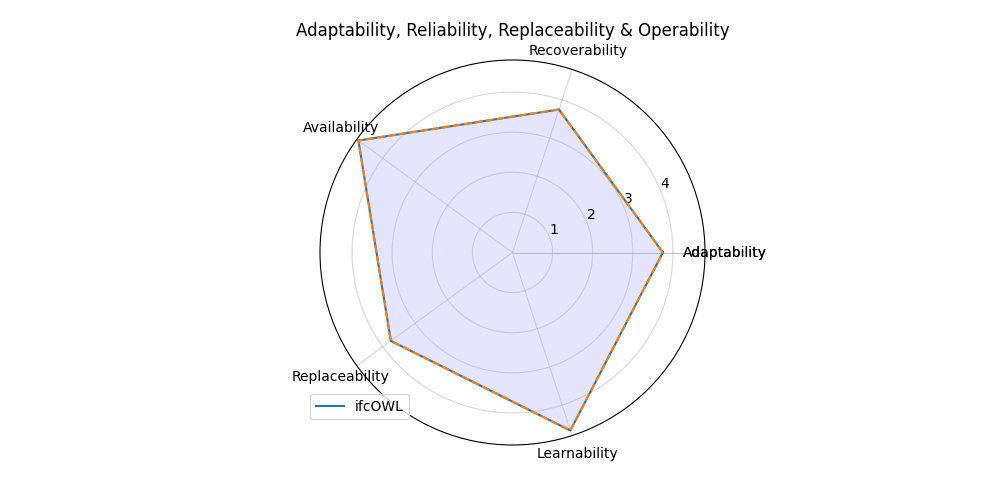 Adaptability, Reliability, Replaceability & Operability
Recoverability
Availability
4
3
2
1
Adaptability
Replaceability
ifcOWL
Learnability